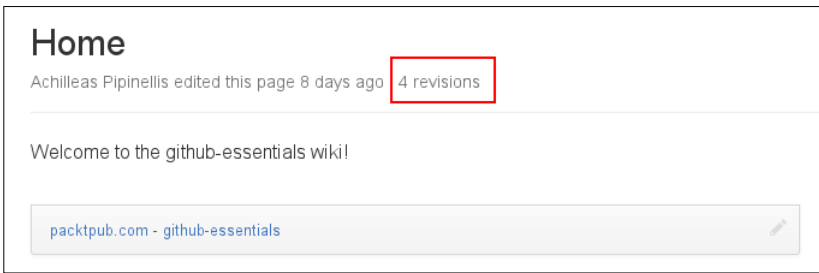 Home
Achilleas Pipinellis edited this page 8 days ago 4 revisions
Welcome to the github-essentials wiki!
packtpub.com - github-essentials